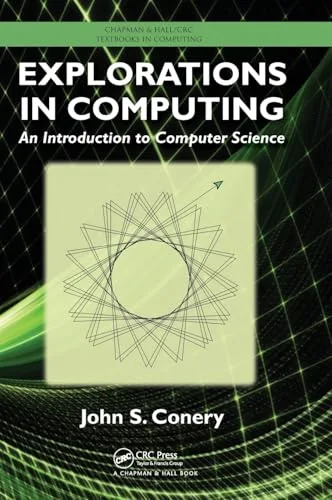 CHAPMAN & HALL/CRC
TEXTBOOKS IN COMPUTING
EXPLORATIONS
IN COMPUTING
An Introduction to Computer Science
John S. Conery
CRC CRC Press
Taylor & Francis Group
A CHAPMAN & HALL BOOK